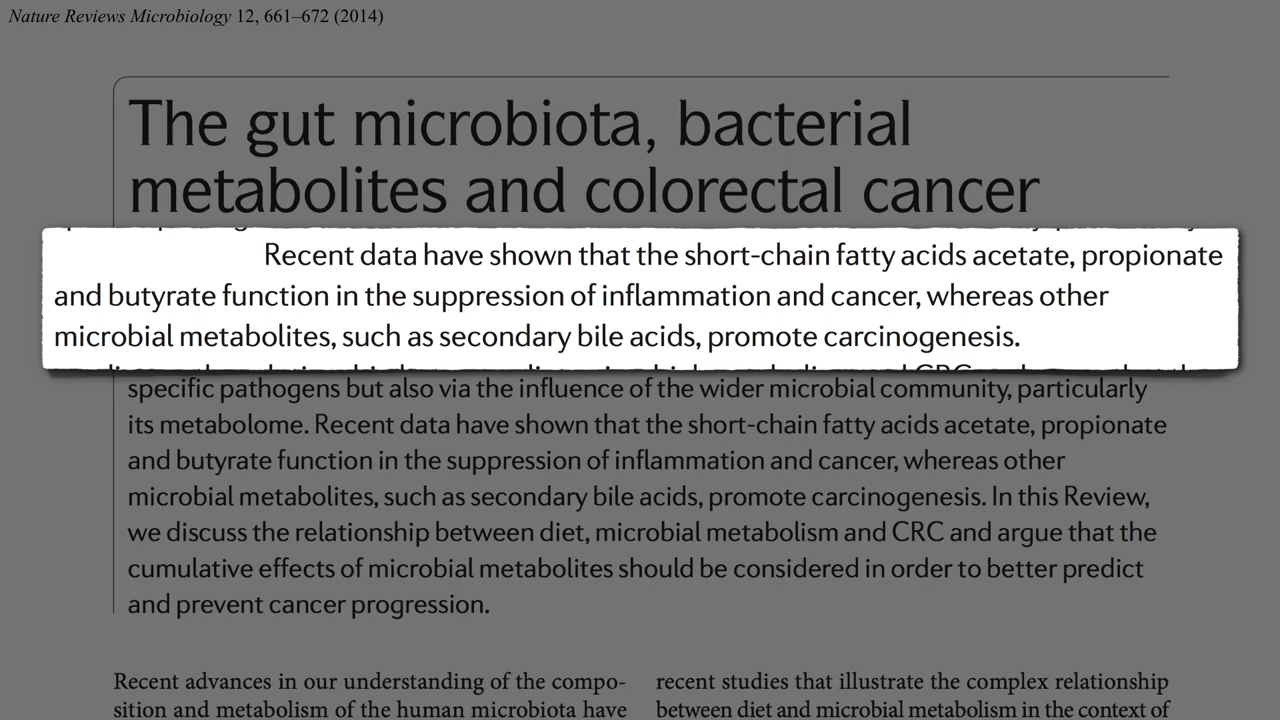 Nature Reviews Microbiology 12, 661–672 (2014)
The gut microbiota, bacterial
metabolites and colorectal cancer
Recent data have shown that the short-chain fatty acids acetate, propionate
and butyrate function in the suppression of inflammation and cancer, whereas other
microbial metabolites, such as secondary bile acids, promote carcinogenesis.
specific pathogens but also via the influence of the wider microbial community, particularly
its metabolome. Recent data have shown that the short-chain fatty acids acetate, propionate
and butyrate function in the suppression of inflammation and cancer, whereas other
microbial metabolites, such as secondary bile acids, promote carcinogenesis. In this Review,
we discuss the relationship between diet, microbial metabolism and CRC and argue that the
cumulative effects of microbial metabolites should be considered in order to better predict
and prevent cancer progression.
Recent advances in our understanding of the compo-
sition and metabolism of the human microbiota have
recent studies that illustrate the complex relationship
between diet and microbial metabolism in the context of